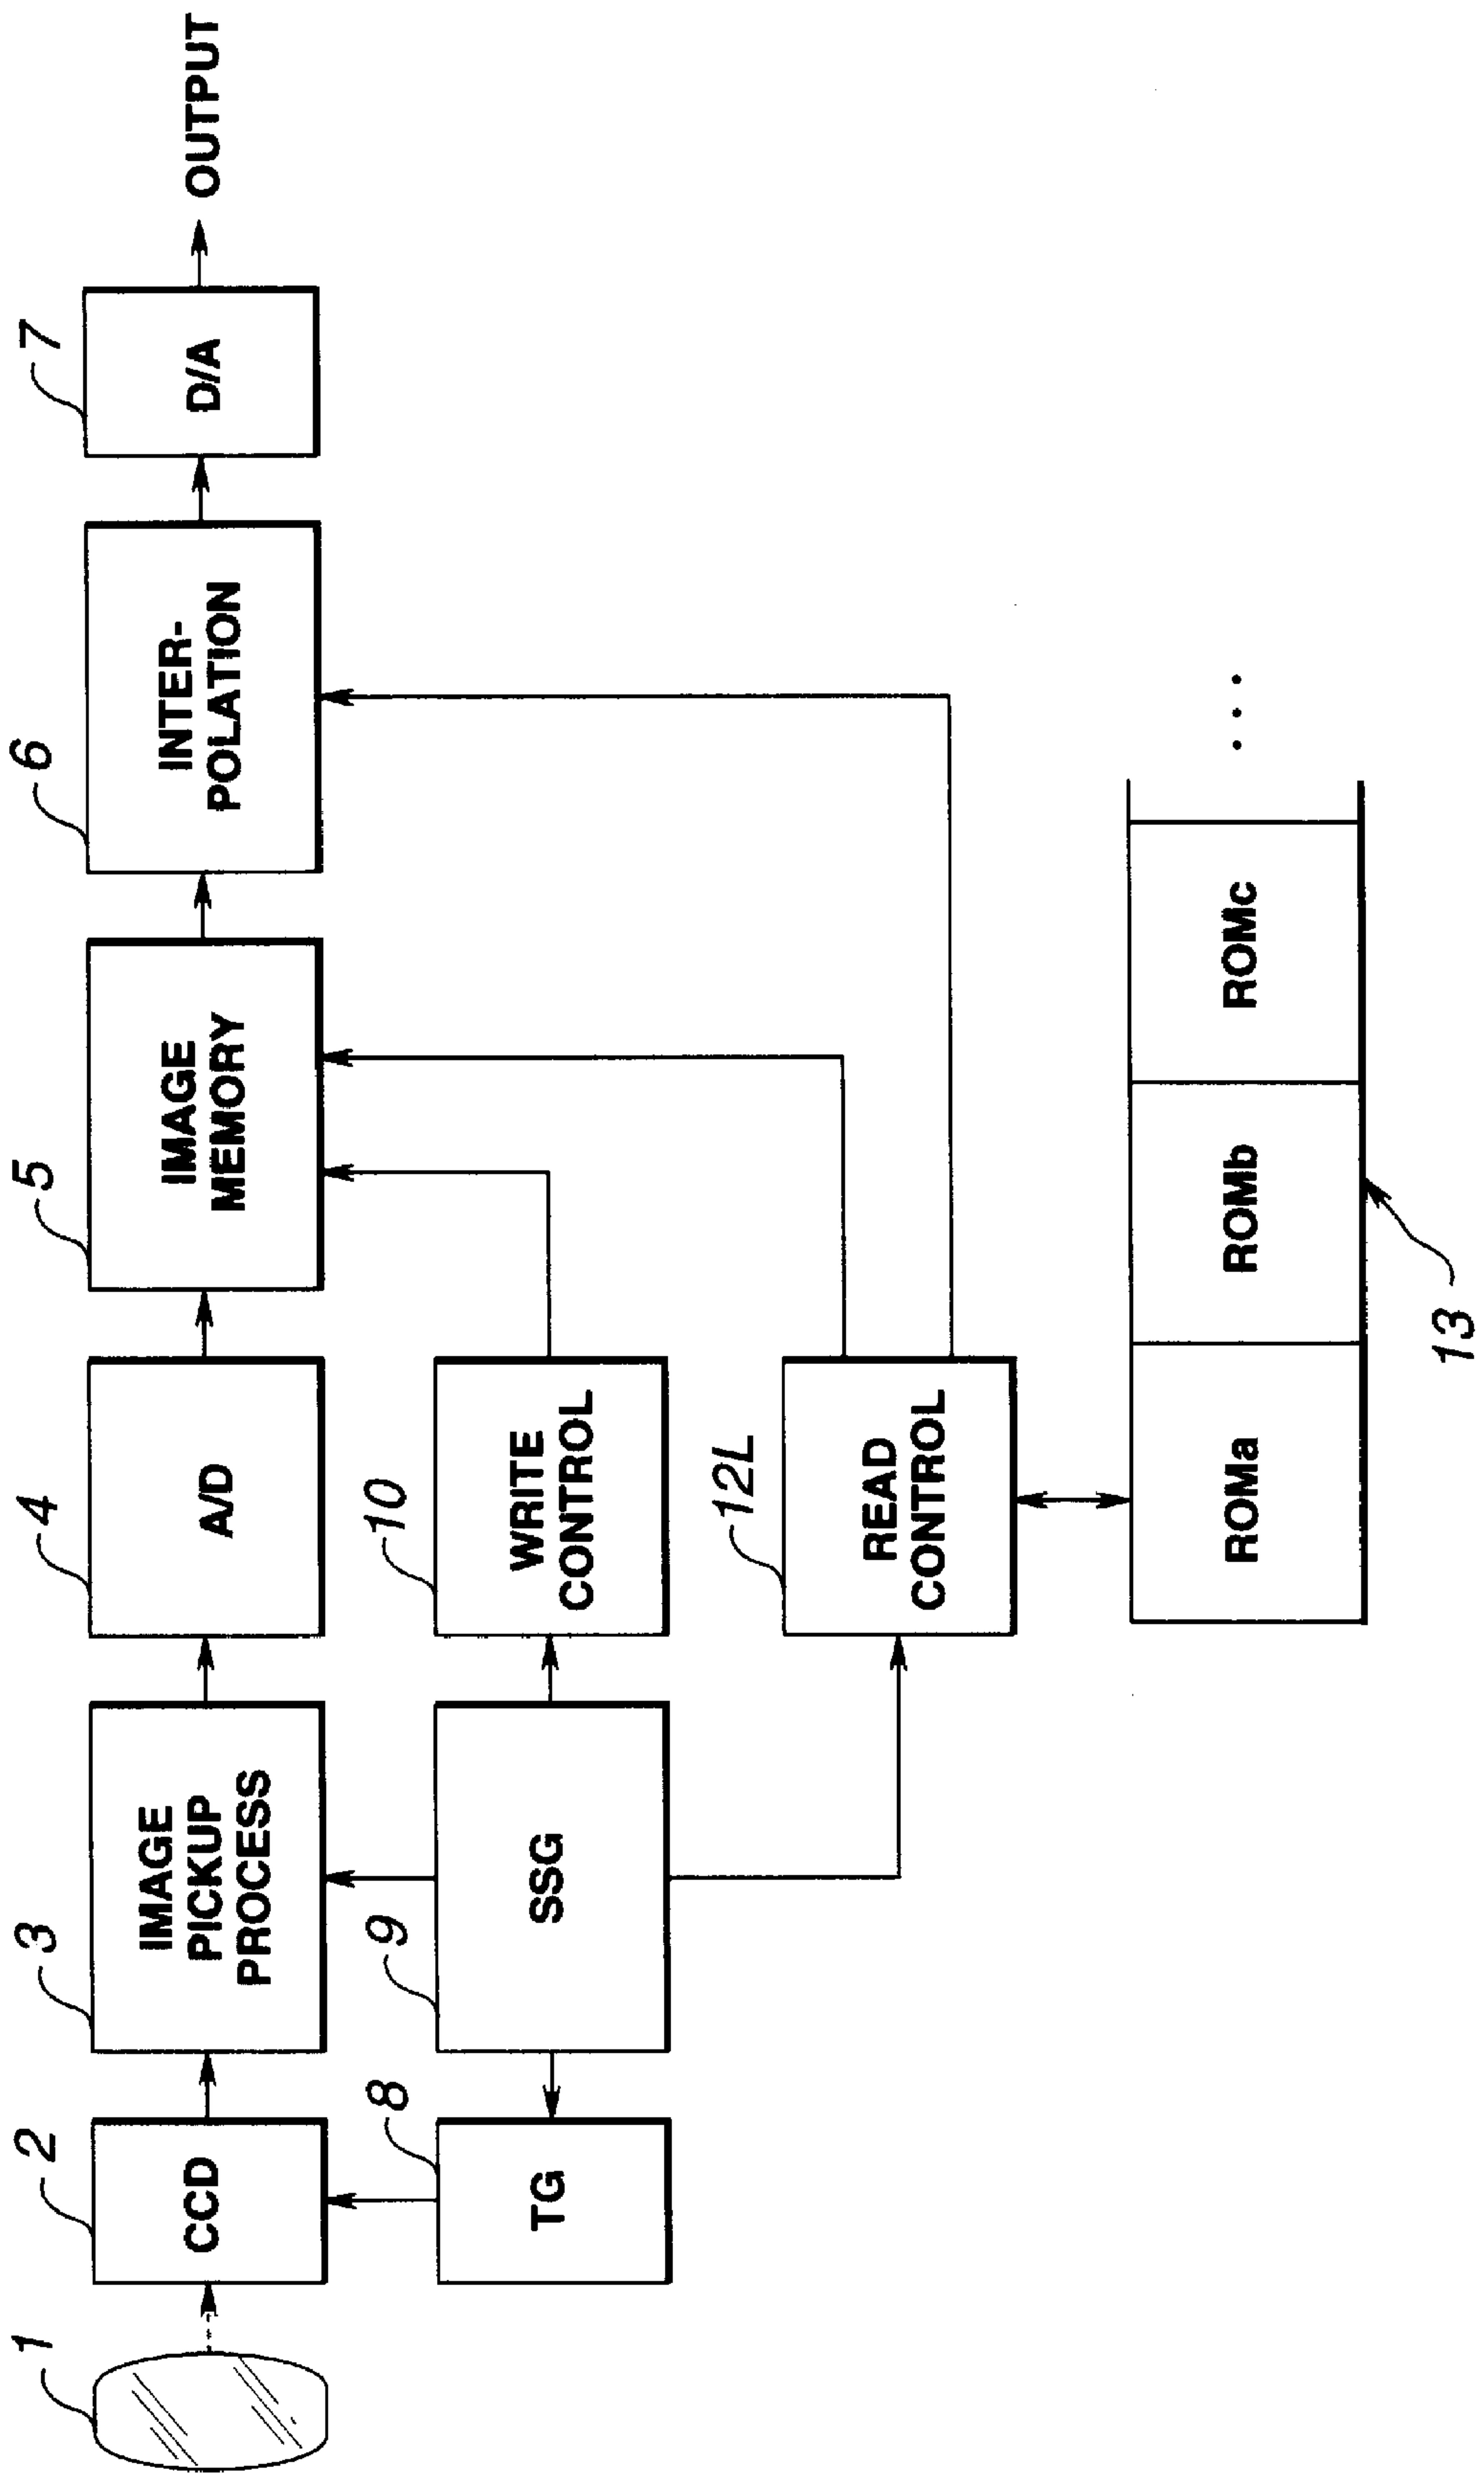 1
2
CCD
3
IMAGE
PICKUP
PROCESS
4
A/D
5
IMAGE
MEMORY
6
INTER-
POLATION
7
D/A
OUTPUT
8
TG
9
SSG
10
WRITE
CONTROL
12L
READ
CONTROL
ROMa
ROMb
ROMc
...
13